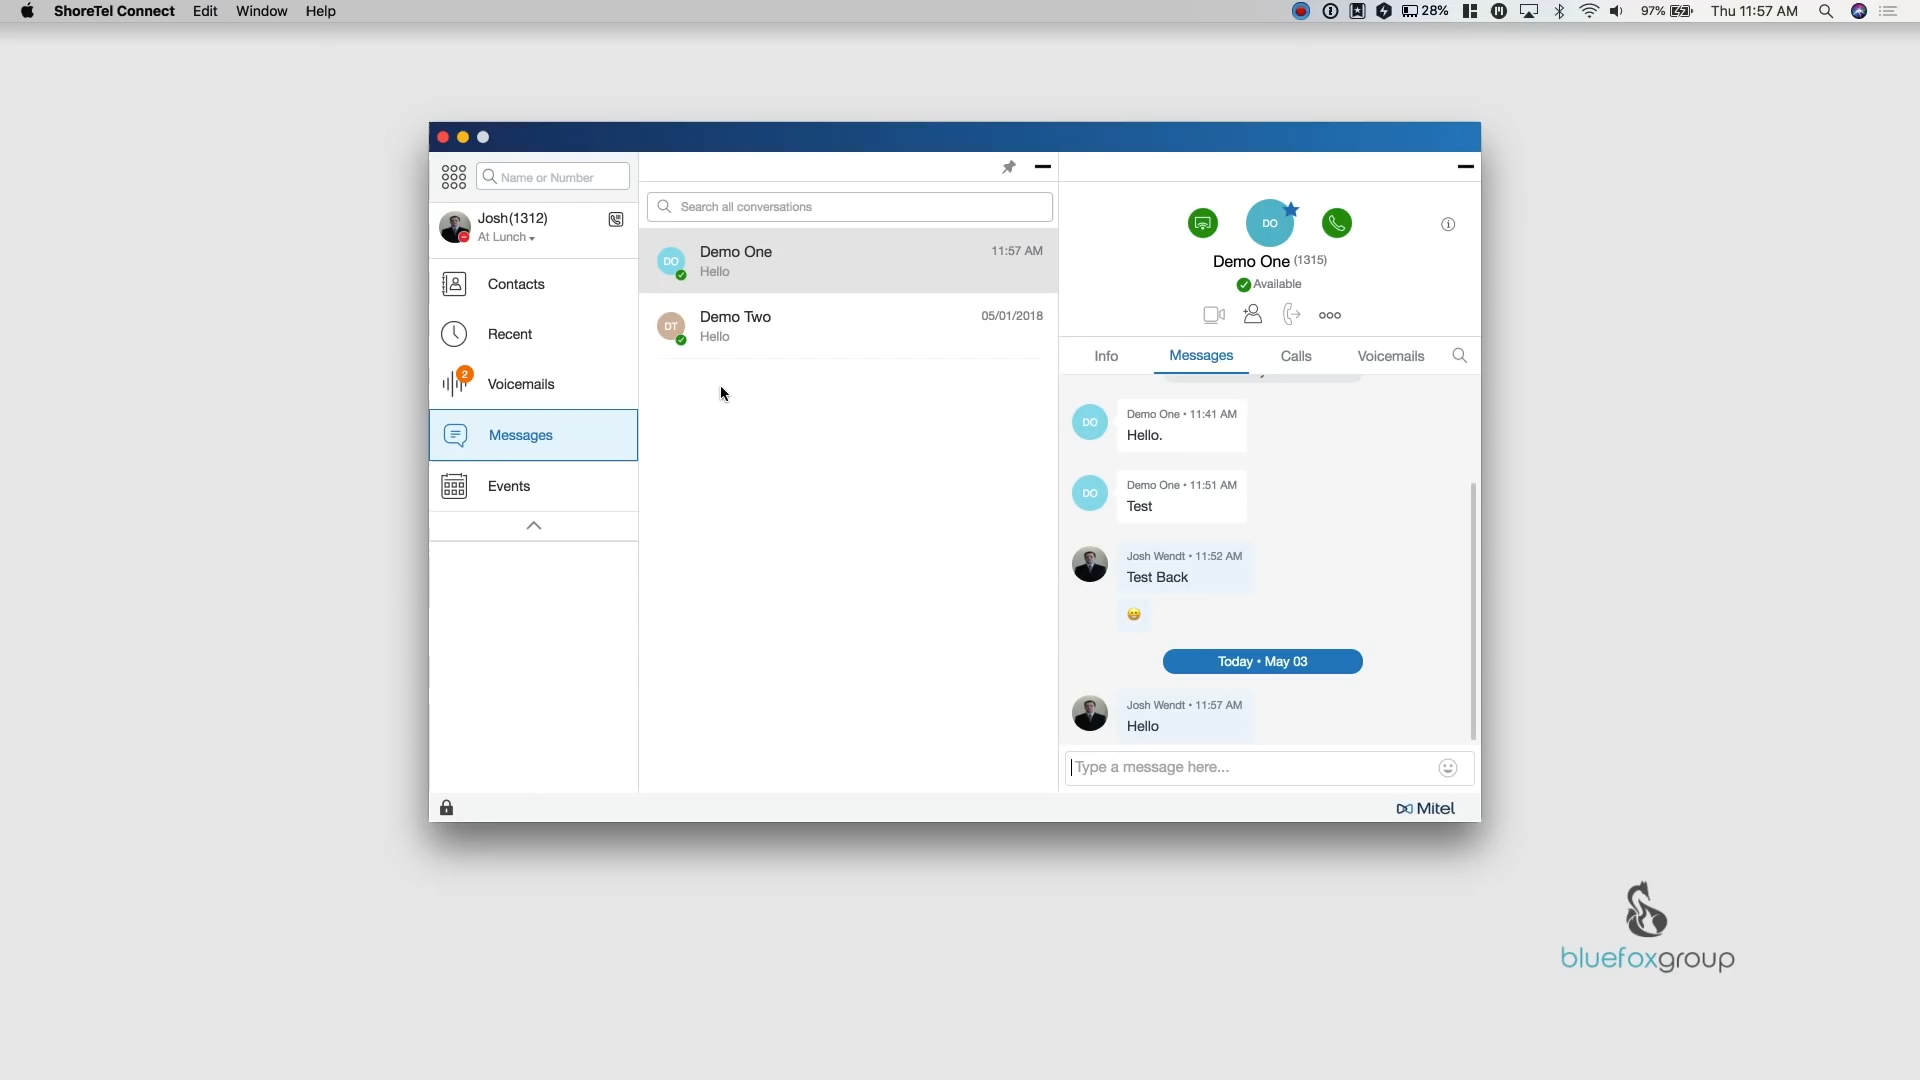 ShoreTel Connect Edit Window Help 28% 97% Thu 11:57 AM
Name or Number
Josh(1312)
At Lunch
Contacts
Recent
2
Voicemails
Messages
Events
Search all conversations
DO
Demo One
11:57 AM
Hello
DT
Demo Two
05/01/2018
Hello
DO
Demo One (1315)
Available
Info Messages Calls Voicemails
DO
Demo One • 11:41 AM
Hello.
DO
Demo One • 11:51 AM
Test
Josh Wendt • 11:52 AM
Test Back
Today • May 03
Josh Wendt • 11:57 AM
Hello
Type a message here...
Mitel
bluefoxgroup